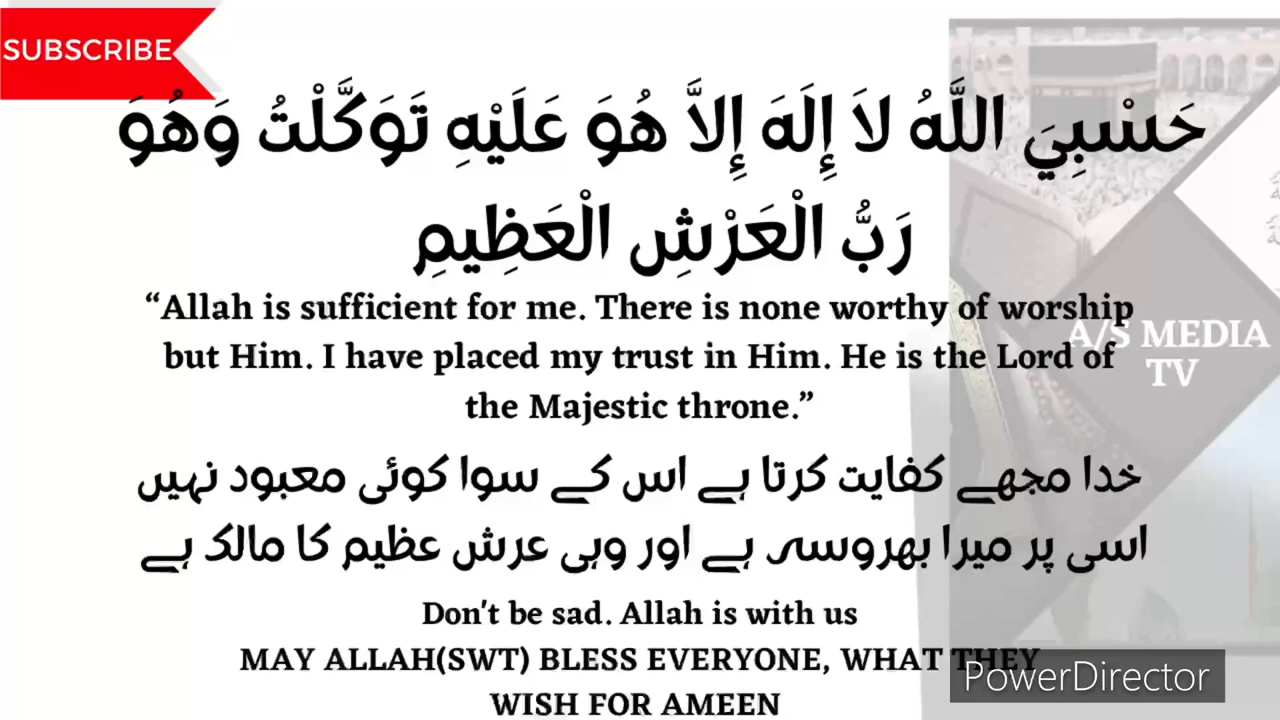 SUBSCRIBE
حَسْبِيَ اللَّهُ لاَ إِلَهَ إِلاَّ هُوَ عَلَيْهِ تَوَكَّلْتُ وَهُوَ
رَبُّ الْعَرْشِ الْعَظِيمِ
“Allah is sufficient for me. There is none worthy of worship
but Him. I have placed my trust in Him. He is the Lord of
the Majestic throne.”
A/S MEDIA
TV
خدا مجھے کفایت کرتا ہے اس کے سوا کوئی معبود نہیں
اسی پر میرا بھروسہ ہے اور وہی عرش عظیم کا مالک ہے
Don't be sad. Allah is with us
MAY ALLAH(SWT) BLESS EVERYONE, WHAT THEY
WISH FOR AMEEN
PowerDirector